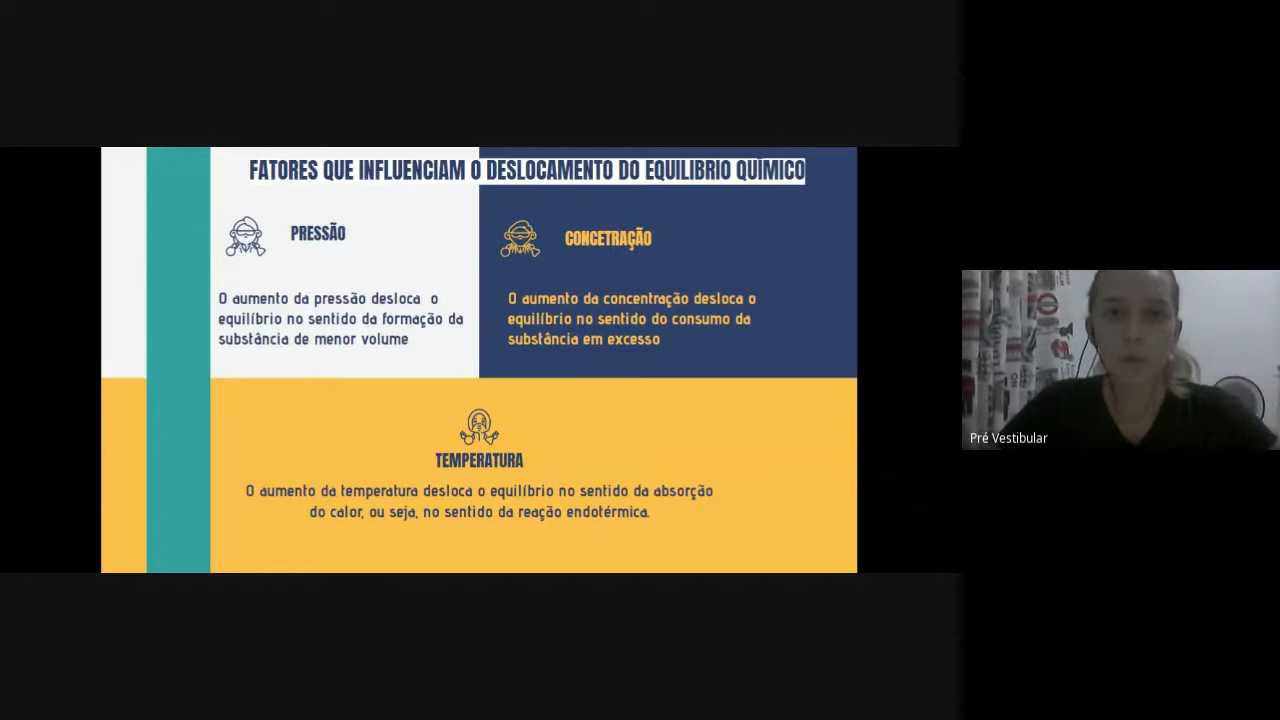 FATORES QUE INFLUENCIAM O DESLOCAMENTO DO EQUILIBRIO QUÍMICO
PRESSÃO
O aumento da pressão desloca o
equilíbrio no sentido da formação da
substância de menor volume
CONCETRAÇÃO
O aumento da concentração desloca o
equilíbrio no sentido do consumo da
substância em excesso
TEMPERATURA
O aumento da temperatura desloca o equilíbrio no sentido da absorção
do calor, ou seja, no sentido da reação endotérmica.
Pré Vestibular